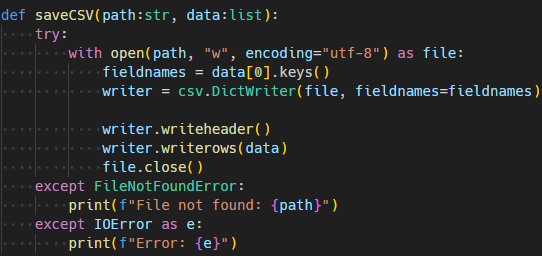 def saveCSV(path:str, data:list):
    try:
        with open(path, "w", encoding="utf-8") as file:
            fieldnames = data[0].keys()
            writer = csv.DictWriter(file, fieldnames=fieldnames)

            writer.writeheader()
            writer.writerows(data)
            file.close()
    except FileNotFoundError:
        print(f"File not found: {path}")
    except IOError as e:
        print(f"Error: {e}")